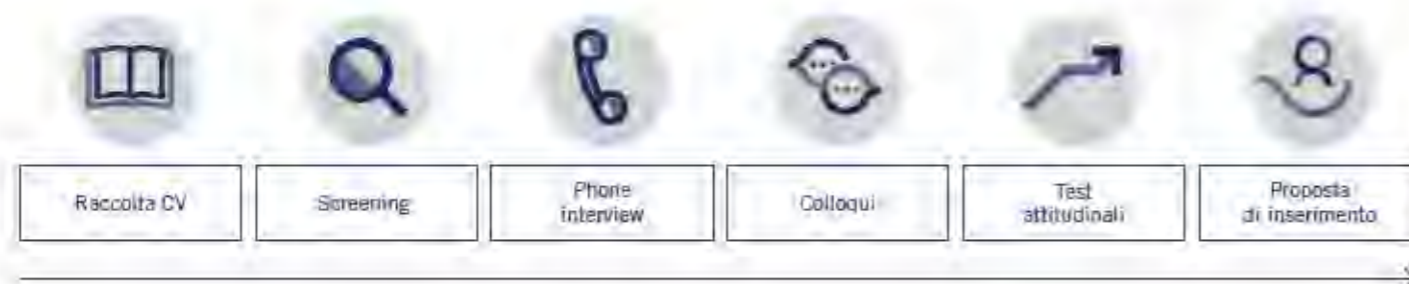 Raccolta CV
Screening
Phone
interview
Colloqui
Test
attitudinali
Proposta
di inserimento